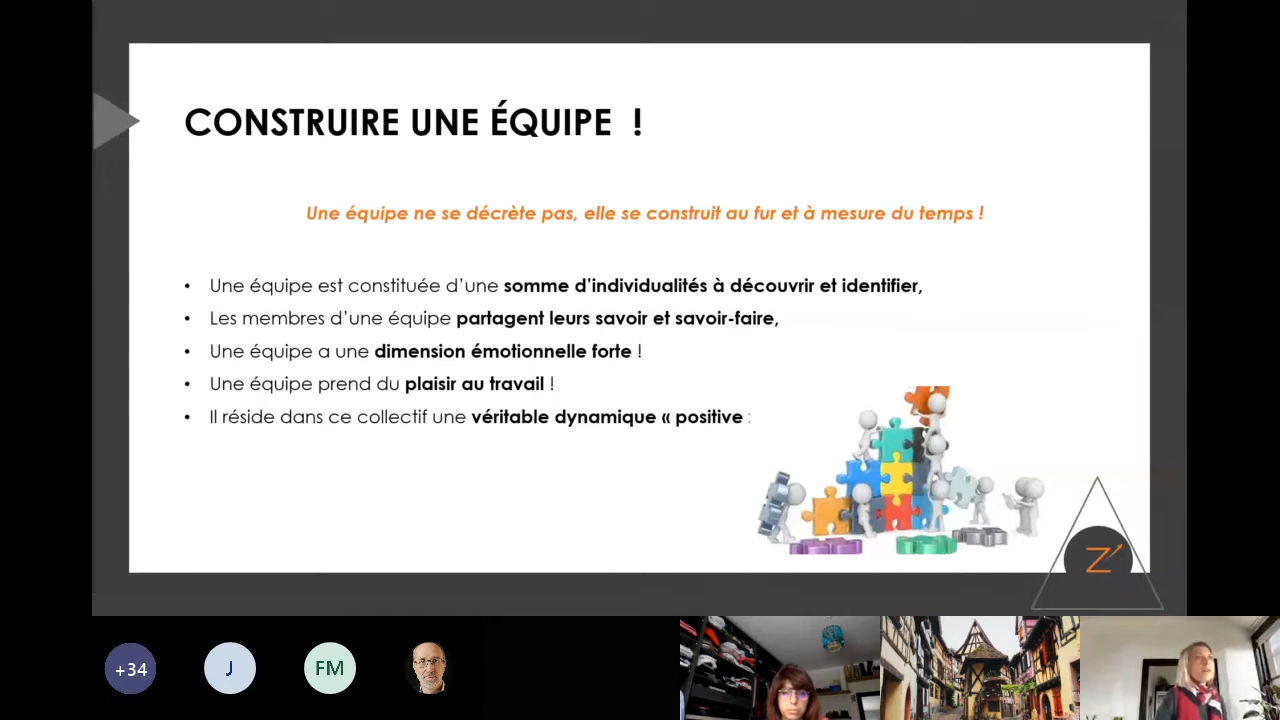 CONSTRUIRE UNE ÉQUIPE !
Une équipe ne se décrète pas, elle se construit au fur et à mesure du temps !
• Une équipe est constituée d’une somme d’individualités à découvrir et identifier,
• Les membres d’une équipe partagent leurs savoir et savoir-faire,
• Une équipe a une dimension émotionnelle forte !
• Une équipe prend du plaisir au travail !
• Il réside dans ce collectif une véritable dynamique « positive :
Z
+34
J
FM